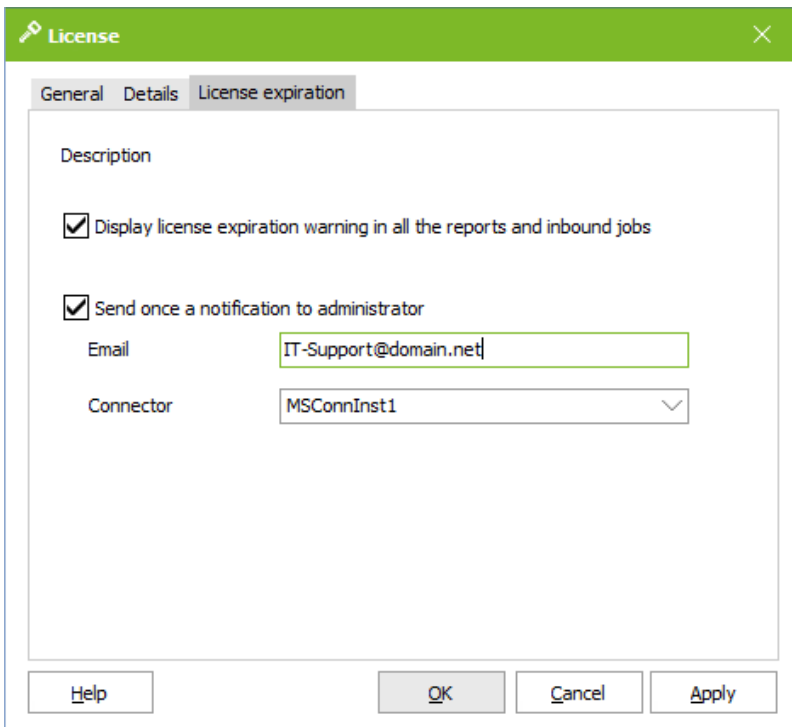 License
General Details License expiration
Description
Display license expiration warning in all the reports and inbound jobs
Send once a notification to administrator
Email IT-Support@domain.net
Connector MSConnInst1
Help OK Cancel Apply